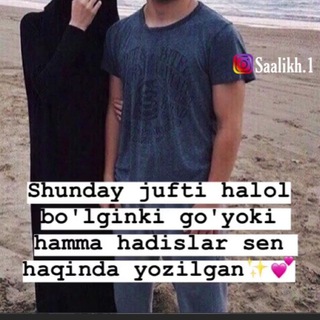 Saalikh.1
Shunday jufti halol
bo'lginki go'yoki
hamma hadislar sen
haqinda yozilgan✨💕